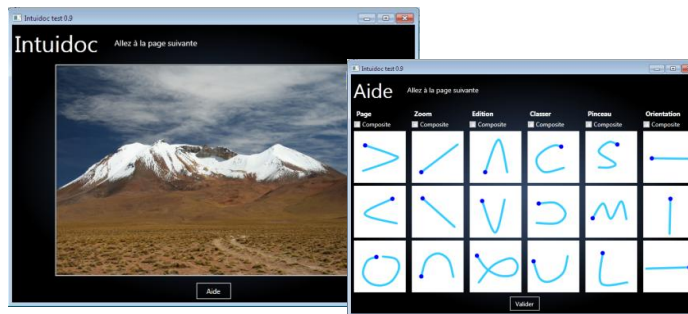 Intuidoc test 0.9
Intuidoc Allez à la page suivante
Aide
Intuidoc test 0.9
Aide Allez à la page suivante
Page Zoom Edition Classer Pinceau Orientation
Composite Composite Composite Composite Composite Composite
Valider